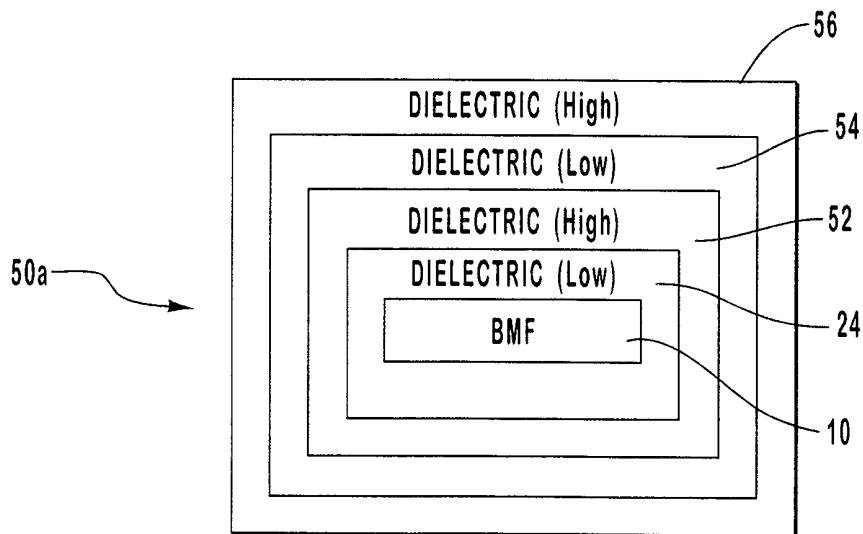 56
DIELECTRIC (High)
54
DIELECTRIC (Low)
52
DIELECTRIC (High)
50a
DIELECTRIC (Low)
24
BMF
10